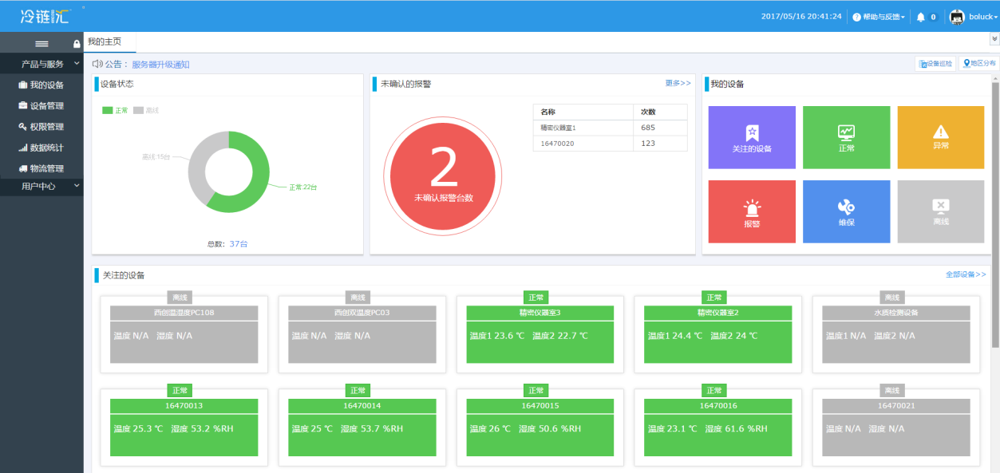 冷链汇
2017/05/16 20:41:24
帮助与反馈
0
boluck
产品与服务
我的设备
设备管理
权限管理
数据统计
物流管理
用户中心
我的主页
公告：服务器升级通知
设备巡检
地区分布
设备状态
正常 离线
离线:15台
正常:22台
总数：37台
未确认的报警
更多>>
2
未确认报警台数
名称 次数
精密仪器室1 685
16470020 123
我的设备
关注的设备
正常
异常
报警
维保
离线
关注的设备
全部设备>>
离线
西创温湿度PC108
温度 N/A 湿度 N/A
离线
西创双温度PC03
温度 N/A 湿度 N/A
正常
精密仪器室3
温度1 23.6 ℃ 温度2 22.7 ℃
正常
精密仪器室2
温度1 24.4 ℃ 温度2 24 ℃
离线
水质检测设备
温度1 N/A 温度2 N/A
正常
16470013
温度 25.3 ℃ 湿度 53.2 %RH
正常
16470014
温度 25 ℃ 湿度 53.7 %RH
正常
16470015
温度 26 ℃ 湿度 50.6 %RH
正常
16470016
温度 23.1 ℃ 湿度 61.6 %RH
离线
16470021
温度 N/A 湿度 N/A